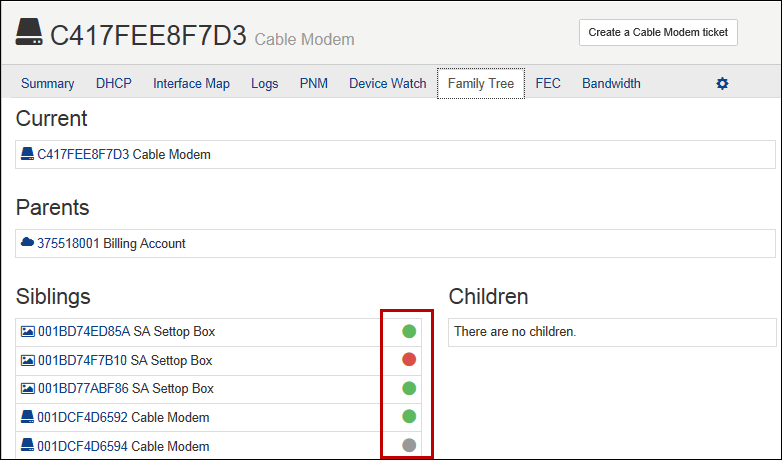 C417FEE8F7D3 Cable Modem
Create a Cable Modem ticket
Summary DHCP Interface Map Logs PNM Device Watch Family Tree FEC Bandwidth
Current
C417FEE8F7D3 Cable Modem
Parents
375518001 Billing Account
Siblings
001BD74ED85A SA Settop Box
001BD74F7B10 SA Settop Box
001BD77ABF86 SA Settop Box
001DCF4D6592 Cable Modem
001DCF4D6594 Cable Modem
Children
There are no children.